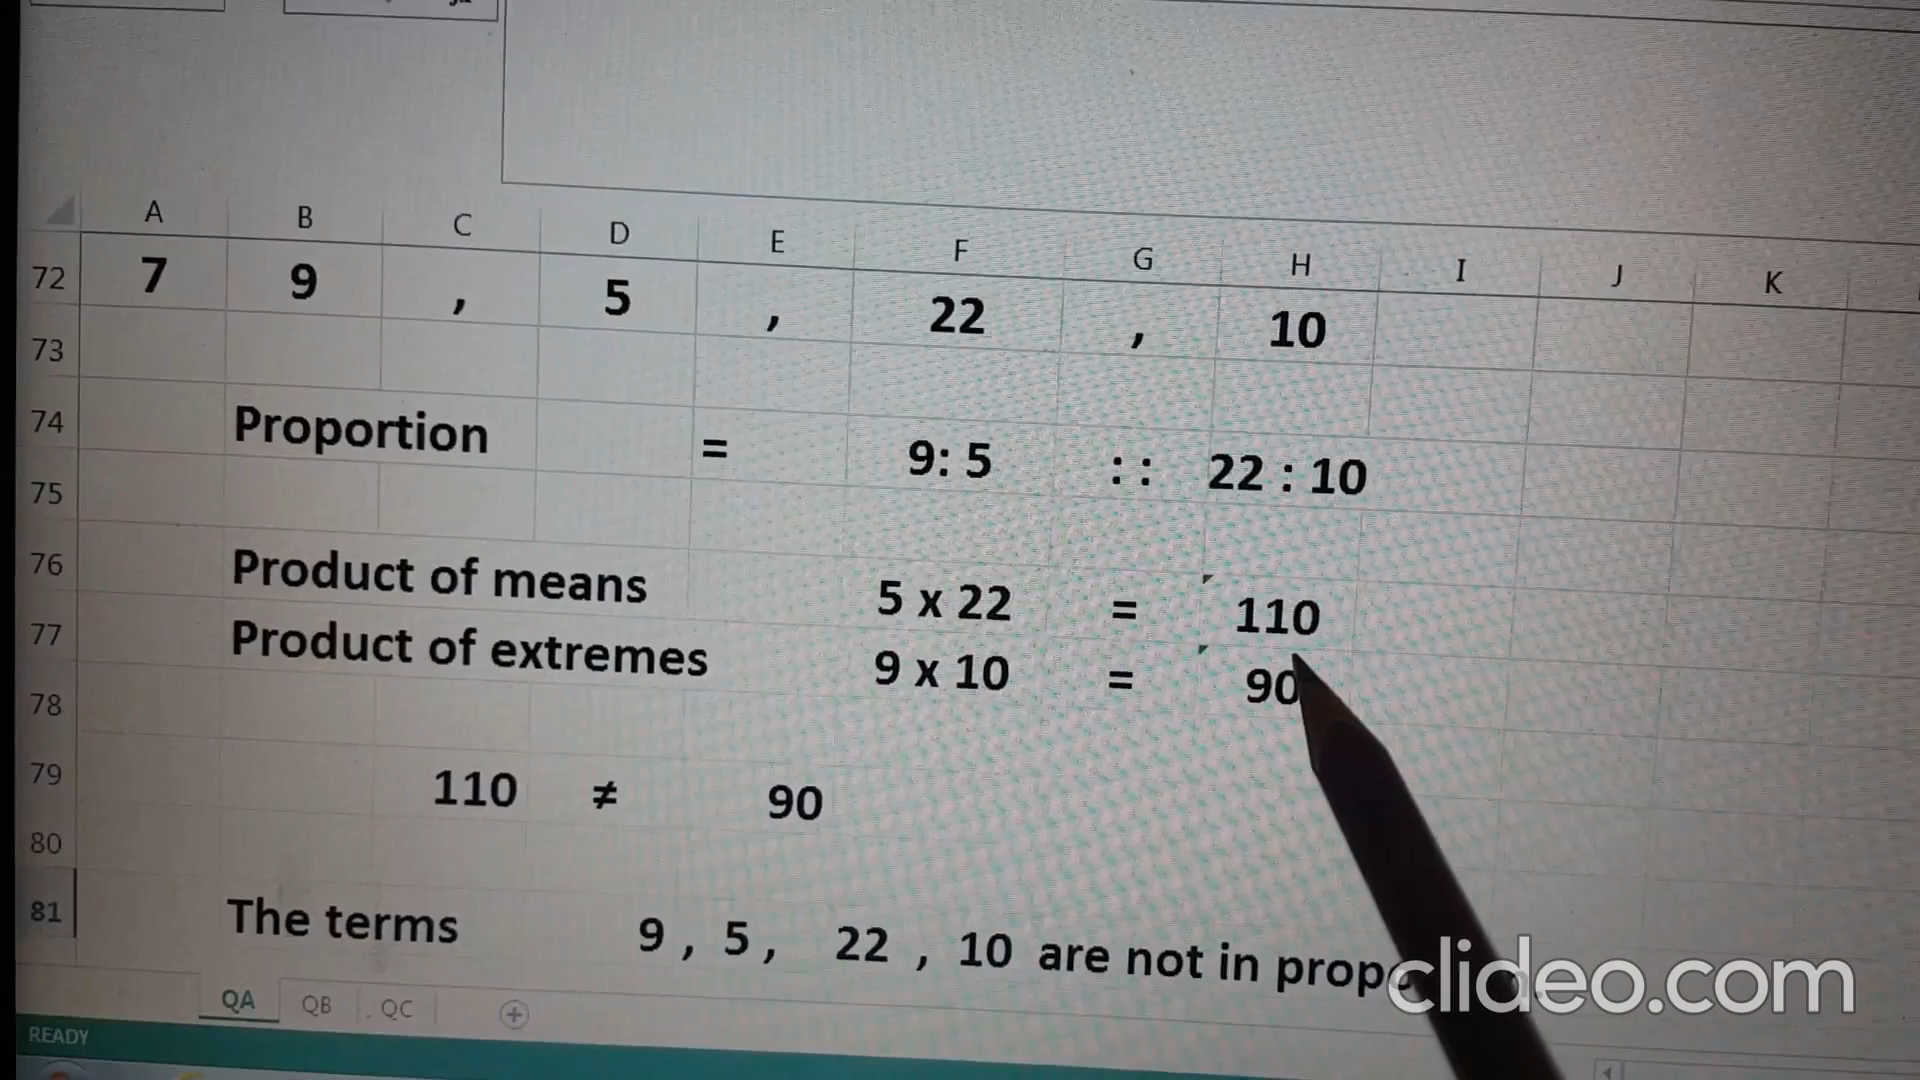 A B C D E F G H I J K
72 7 9 , 5 , 22 , 10
73
74 Proportion = 9: 5 : : 22 : 10
75
76 Product of means 5 x 22 = 110
77 Product of extremes 9 x 10 = 90
78
79 110 ≠ 90
80
81 The terms 9 , 5 , 22 , 10 are not in
clideo.com
QA QB QC
READY